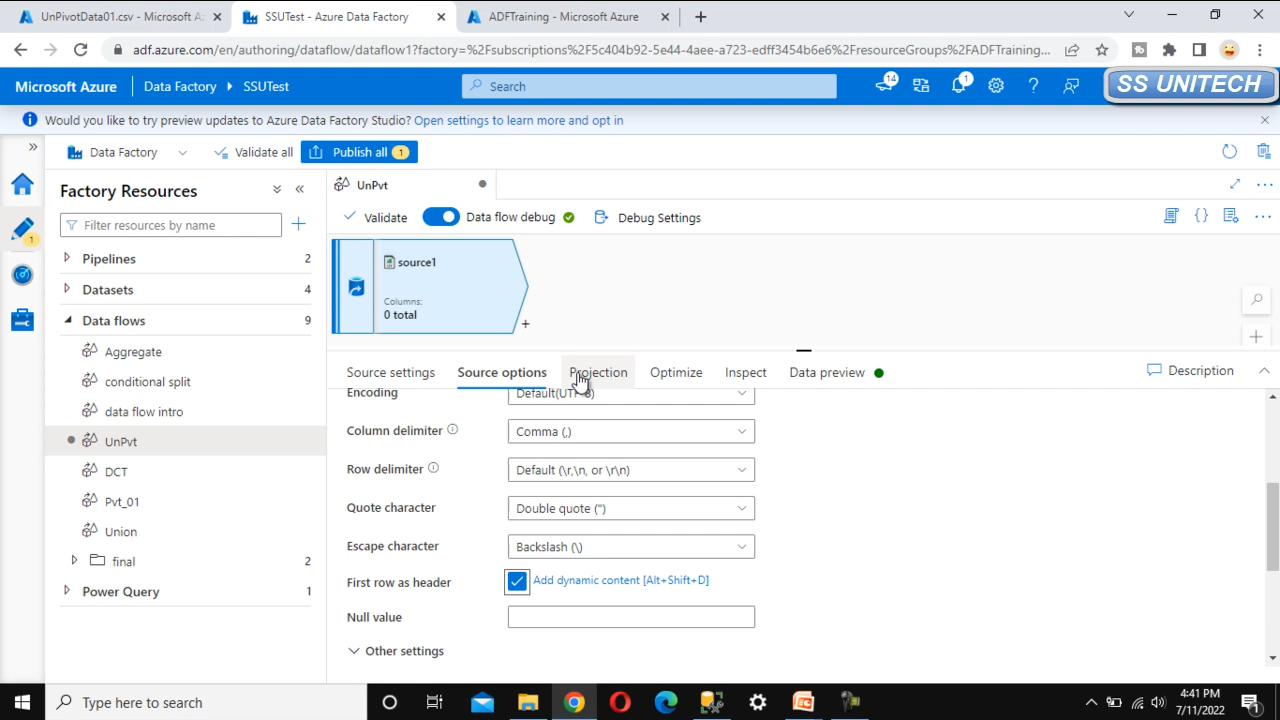 UnPivotData01.csv - Microsoft A
SSUTest - Azure Data Factory
ADFTraining - Microsoft Azure
adf.azure.com/en/authoring/dataflow/dataflow1?factory=%2Fsubscriptions%2F5c404b92-5e44-4aee-a723-edff3454b6e6%2FresourceGroups%2FADFTraining...
Microsoft Azure
Data Factory
SSUTest
Search
14
1
SS UNITECH
Would you like to try preview updates to Azure Data Factory Studio? Open settings to learn more and opt in
Data Factory
Validate all
Publish all 1
Factory Resources
UnPvt
Filter resources by name
Validate
Data flow debug
Debug Settings
1
Pipelines 2
source1
Datasets 4
Columns:
0 total
Data flows 9
Aggregate
Source settings
Source options
Projection
Optimize
Inspect
Data preview
Description
conditional split
Encoding
Default(UTF-8)
data flow intro
Column delimiter
Comma (,)
UnPvt
DCT
Row delimiter
Default (\r,\n, or \r\n)
Pvt_01
Quote character
Double quote (")
Union
Escape character
Backslash (\)
final 2
First row as header
Add dynamic content [Alt+Shift+D]
Power Query 1
Null value
Other settings
Type here to search
4:41 PM
7/11/2022
1